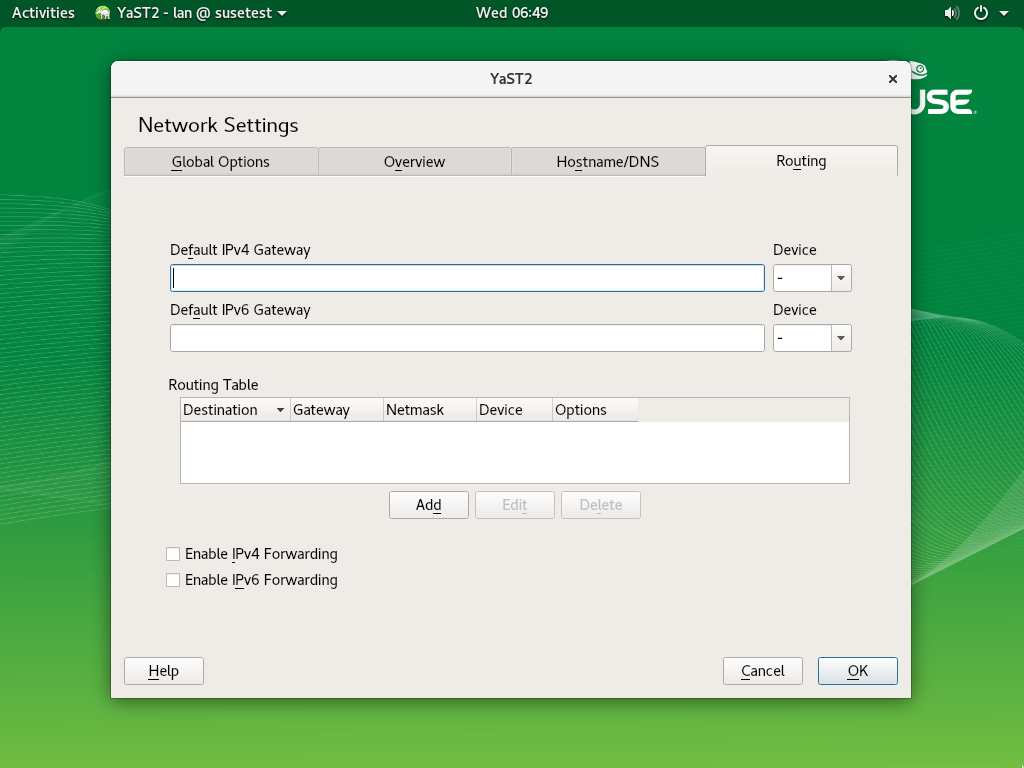 Activities YaST2 - lan @ susetest Wed 06:49
YaST2
USE
Network Settings
Global Options Overview Hostname/DNS Routing
Default IPv4 Gateway Device
-
Default IPv6 Gateway Device
-
Routing Table
Destination Gateway Netmask Device Options
Add Edit Delete
Enable IPv4 Forwarding
Enable IPv6 Forwarding
Help Cancel OK